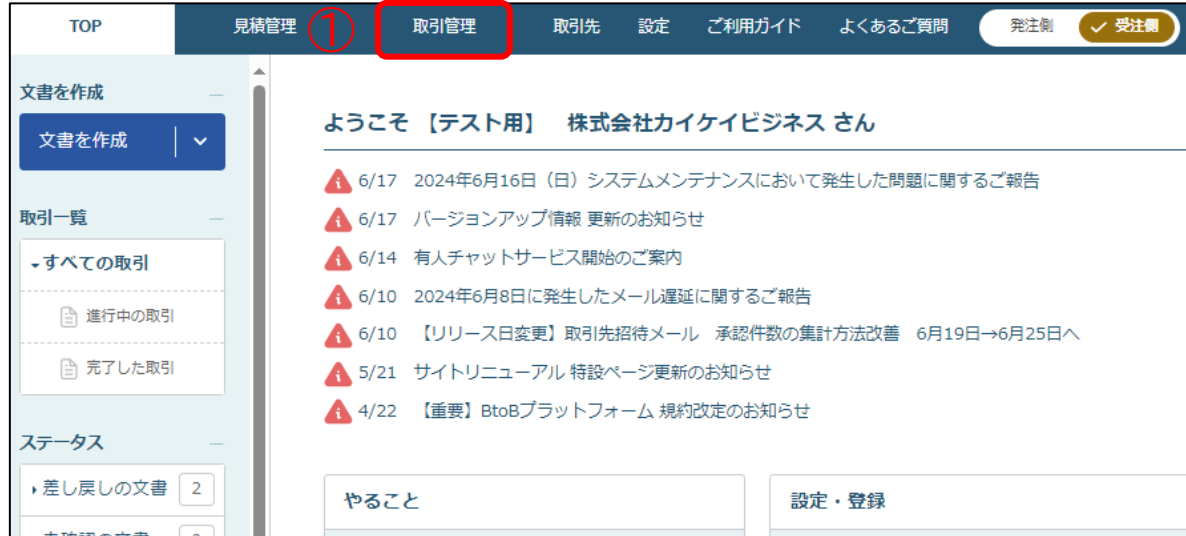 TOP 見積管理 ① 取引管理 取引先 設定 ご利用ガイド よくあるご質問 発注側 受注側
文書を作成
文書を作成
取引一覧
すべての取引
進行中の取引
完了した取引
ステータス
差し戻しの文書 2
ようこそ 【テスト用】 株式会社カイケイビジネス さん
6/17 2024年6月16日（日）システムメンテナンスにおいて発生した問題に関するご報告
6/17 バージョンアップ情報 更新のお知らせ
6/14 有人チャットサービス開始のご案内
6/10 2024年6月8日に発生したメール遅延に関するご報告
6/10 【リリース日変更】取引先招待メール 承認件数の集計方法改善 6月19日→6月25日へ
5/21 サイトリニューアル 特設ページ更新のお知らせ
4/22 【重要】BtoBプラットフォーム 規約改定のお知らせ
やること
設定・登録